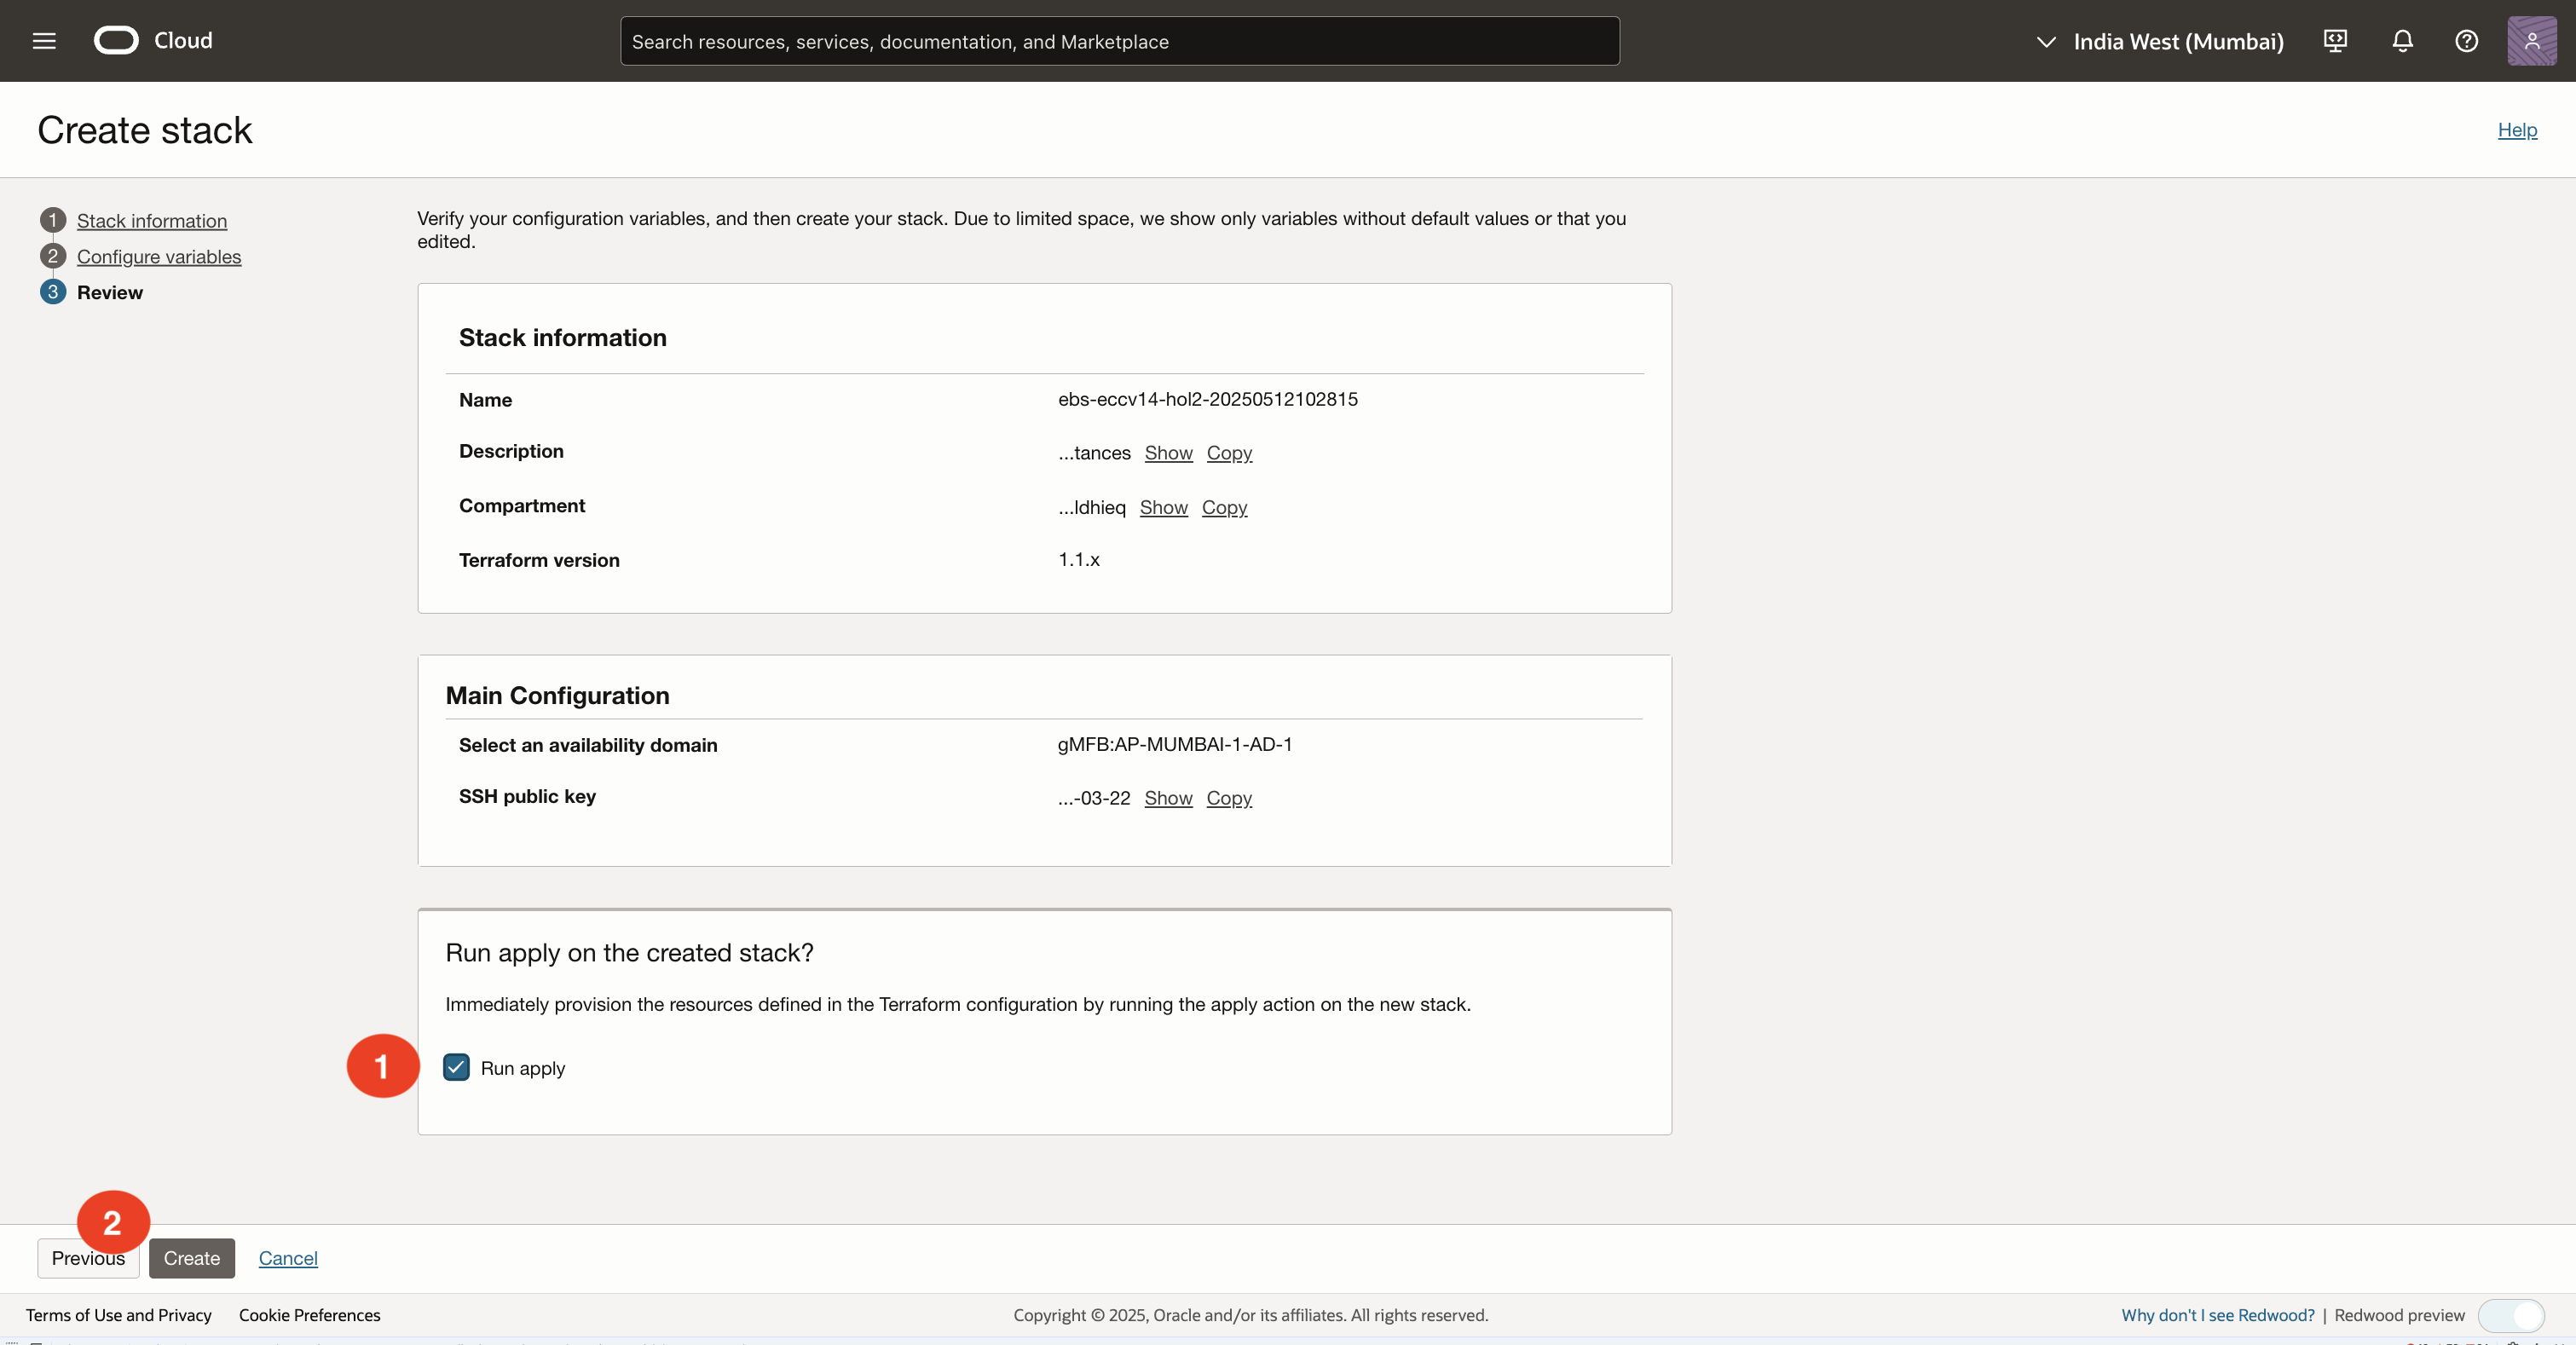 Cloud
Search resources, services, documentation, and Marketplace
India West (Mumbai)
Create stack
Help
1 Stack information
2 Configure variables
3 Review
Verify your configuration variables, and then create your stack. Due to limited space, we show only variables without default values or that you
edited.
Stack information
Name ebs-eccv14-hol2-20250512102815
Description ...tances Show Copy
Compartment ...ldhieq Show Copy
Terraform version 1.1.x
Main Configuration
Select an availability domain gMFB:AP-MUMBAI-1-AD-1
SSH public key ...-03-22 Show Copy
Run apply on the created stack?
Immediately provision the resources defined in the Terraform configuration by running the apply action on the new stack.
1 Run apply
2
Previous Create Cancel
Terms of Use and Privacy Cookie Preferences Copyright © 2025, Oracle and/or its affiliates. All rights reserved. Why don't I see Redwood? | Redwood preview